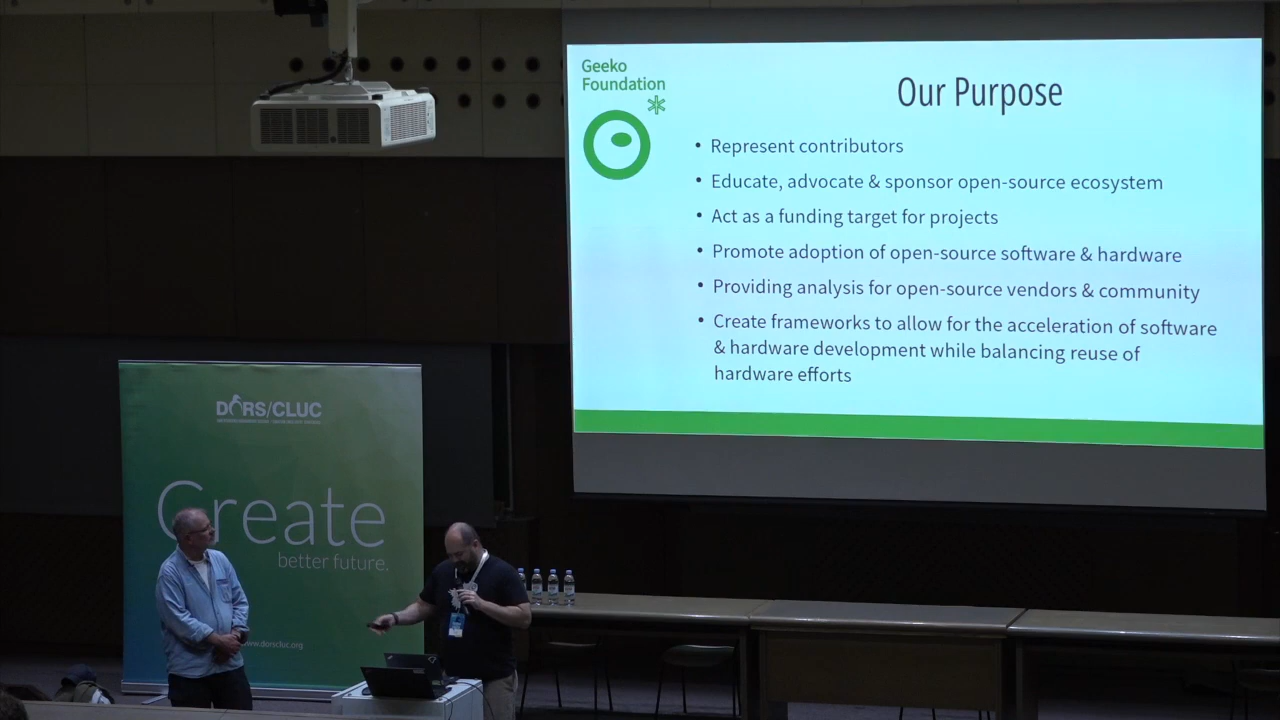 Geeko
Foundation
Our Purpose
• Represent contributors
• Educate, advocate & sponsor open-source ecosystem
• Act as a funding target for projects
• Promote adoption of open-source software & hardware
• Providing analysis for open-source vendors & community
• Create frameworks to allow for the acceleration of software
& hardware development while balancing reuse of
hardware efforts
DORS/CLUC
Create
better future.
www.dorscluc.org